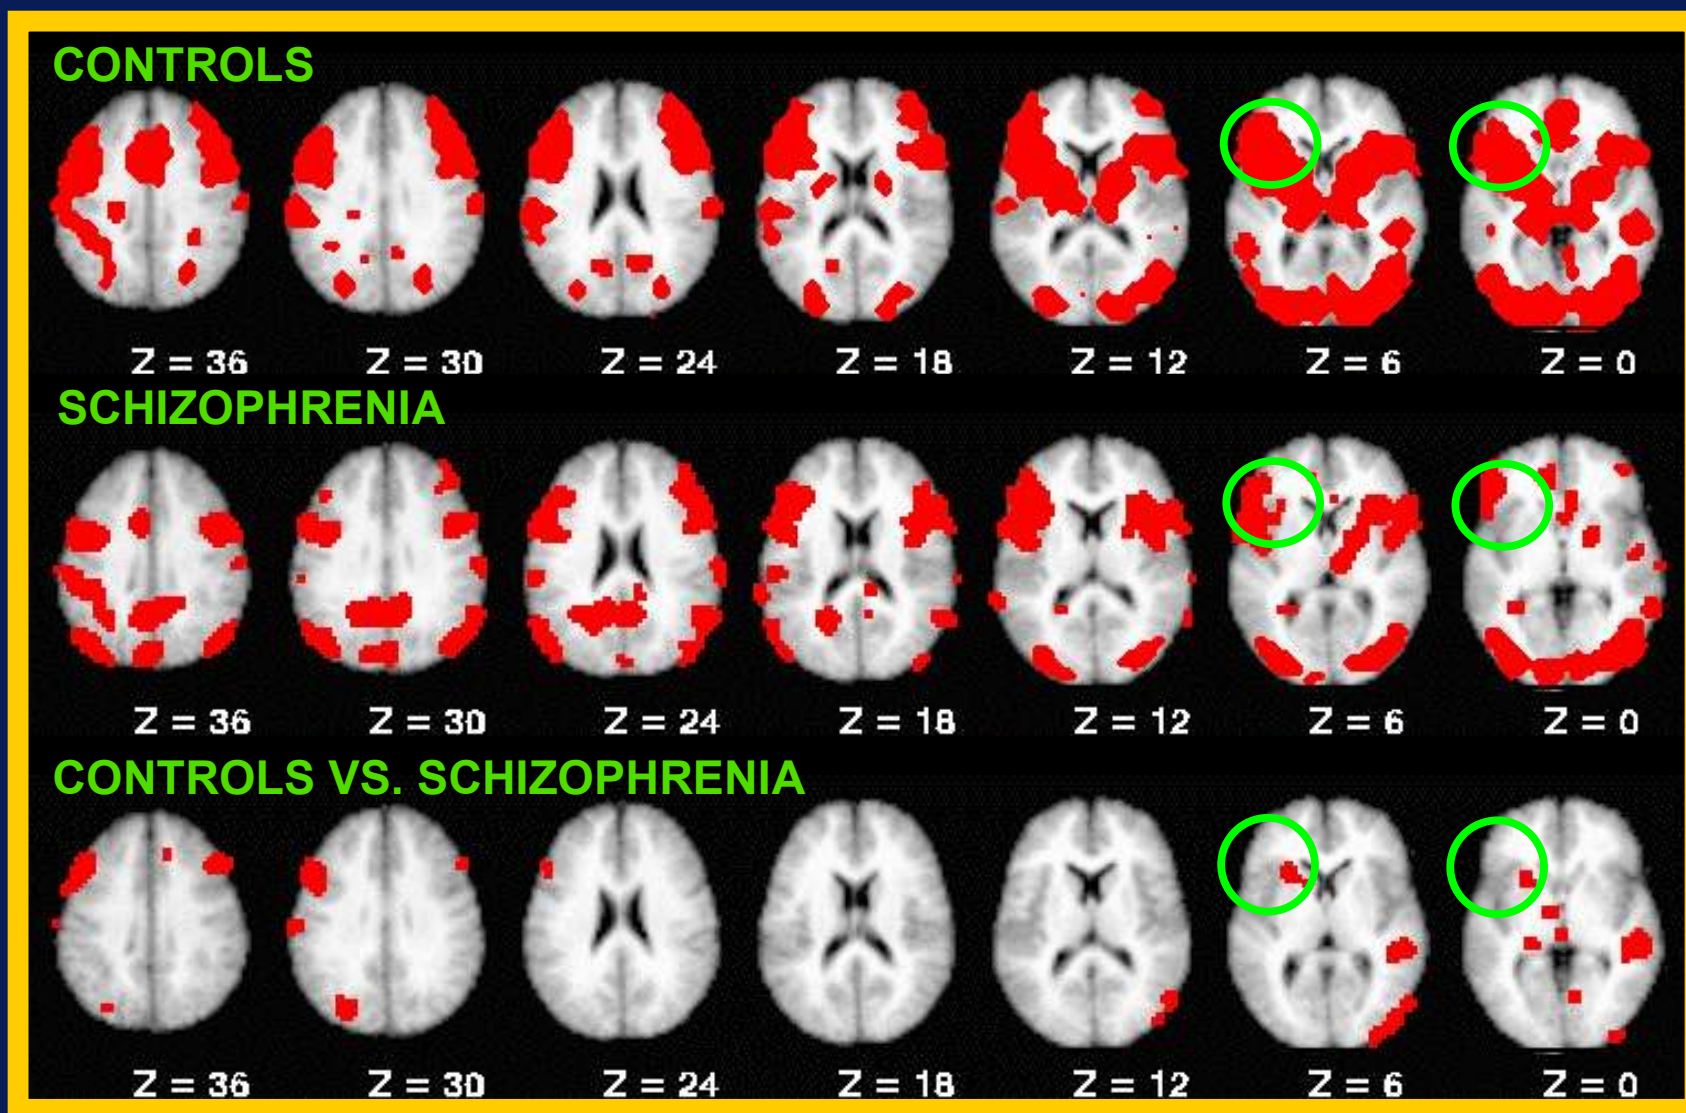 CONTROLS
Z = 36 Z = 30 Z = 24 Z = 18 Z = 12 Z = 6 Z = 0
SCHIZOPHRENIA
Z = 36 Z = 30 Z = 24 Z = 18 Z = 12 Z = 6 Z = 0
CONTROLS VS. SCHIZOPHRENIA
Z = 36 Z = 30 Z = 24 Z = 18 Z = 12 Z = 6 Z = 0